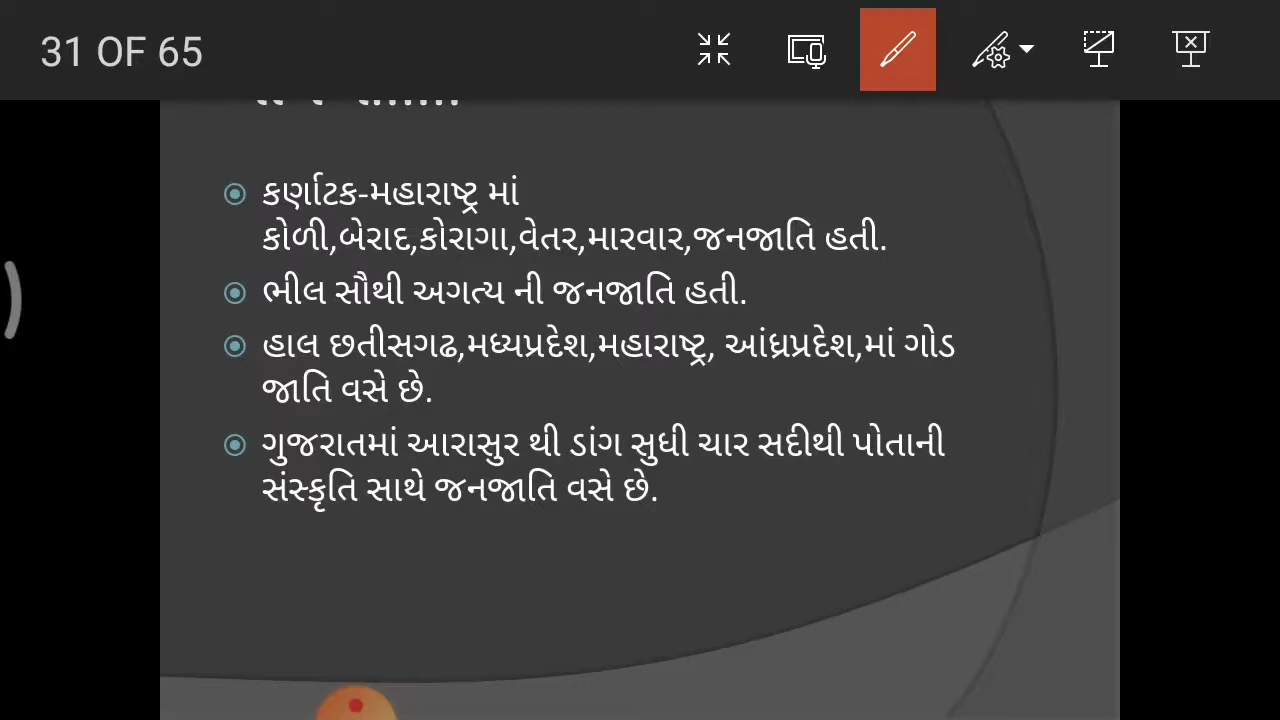 31 OF 65
કર્ણાટક-મહારાષ્ટ્ર માં
કોળી,બેરાદ,કોરાગા,વેતર,મારવાર,જનજાતિ હતી.
ભીલ સૌથી અગત્ય ની જનજાતિ હતી.
હાલ છતીસગઢ,મધ્યપ્રદેશ,મહારાષ્ટ્ર, આંધ્રપ્રદેશ,માં ગોડ
જાતિ વસે છે.
ગુજરાતમાં આરાસુર થી ડાંગ સુધી ચાર સદીથી પોતાની
સંસ્કૃતિ સાથે જનજાતિ વસે છે.